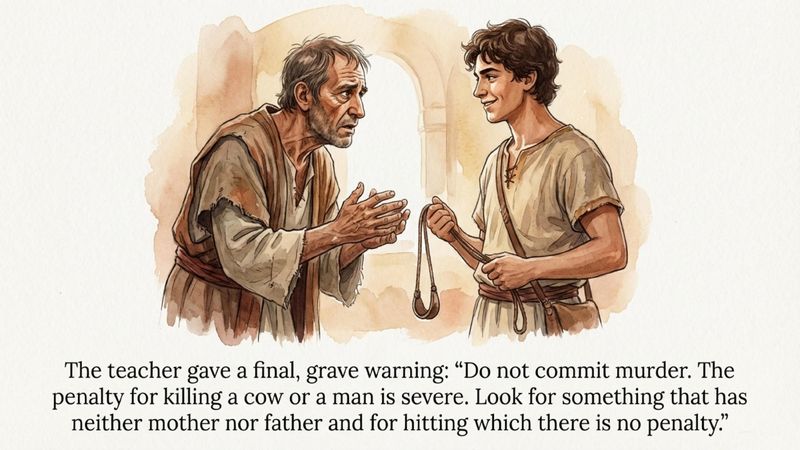 The teacher gave a final, grave warning: “Do not commit murder. The
penalty for killing a cow or a man is severe. Look for something that has
neither mother nor father and for hitting which there is no penalty.”